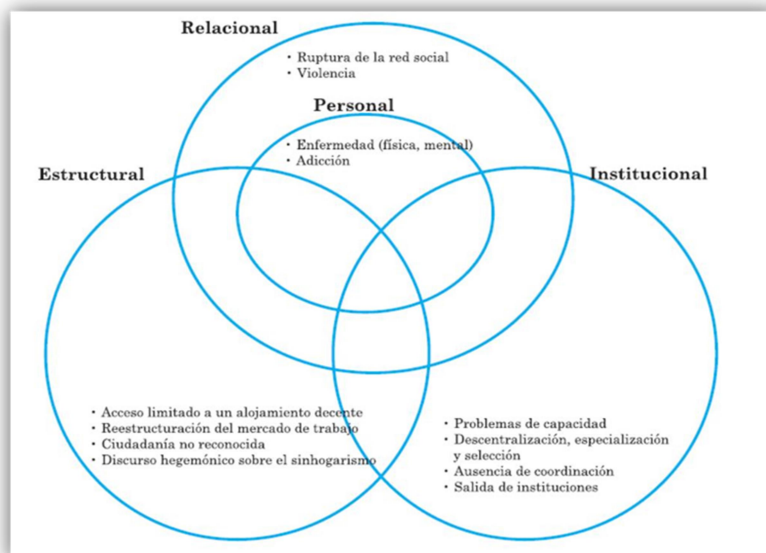 Relacional
• Ruptura de la red social
• Violencia
Personal
• Enfermedad (física, mental)
• Adicción
Estructural
Institucional
• Acceso limitado a un alojamiento decente
• Reestructuración del mercado de trabajo
• Ciudadanía no reconocida
• Discurso hegemónico sobre el sinhogarismo
• Problemas de capacidad
• Descentralización, especialización
y selección
• Ausencia de coordinación
• Salida de instituciones